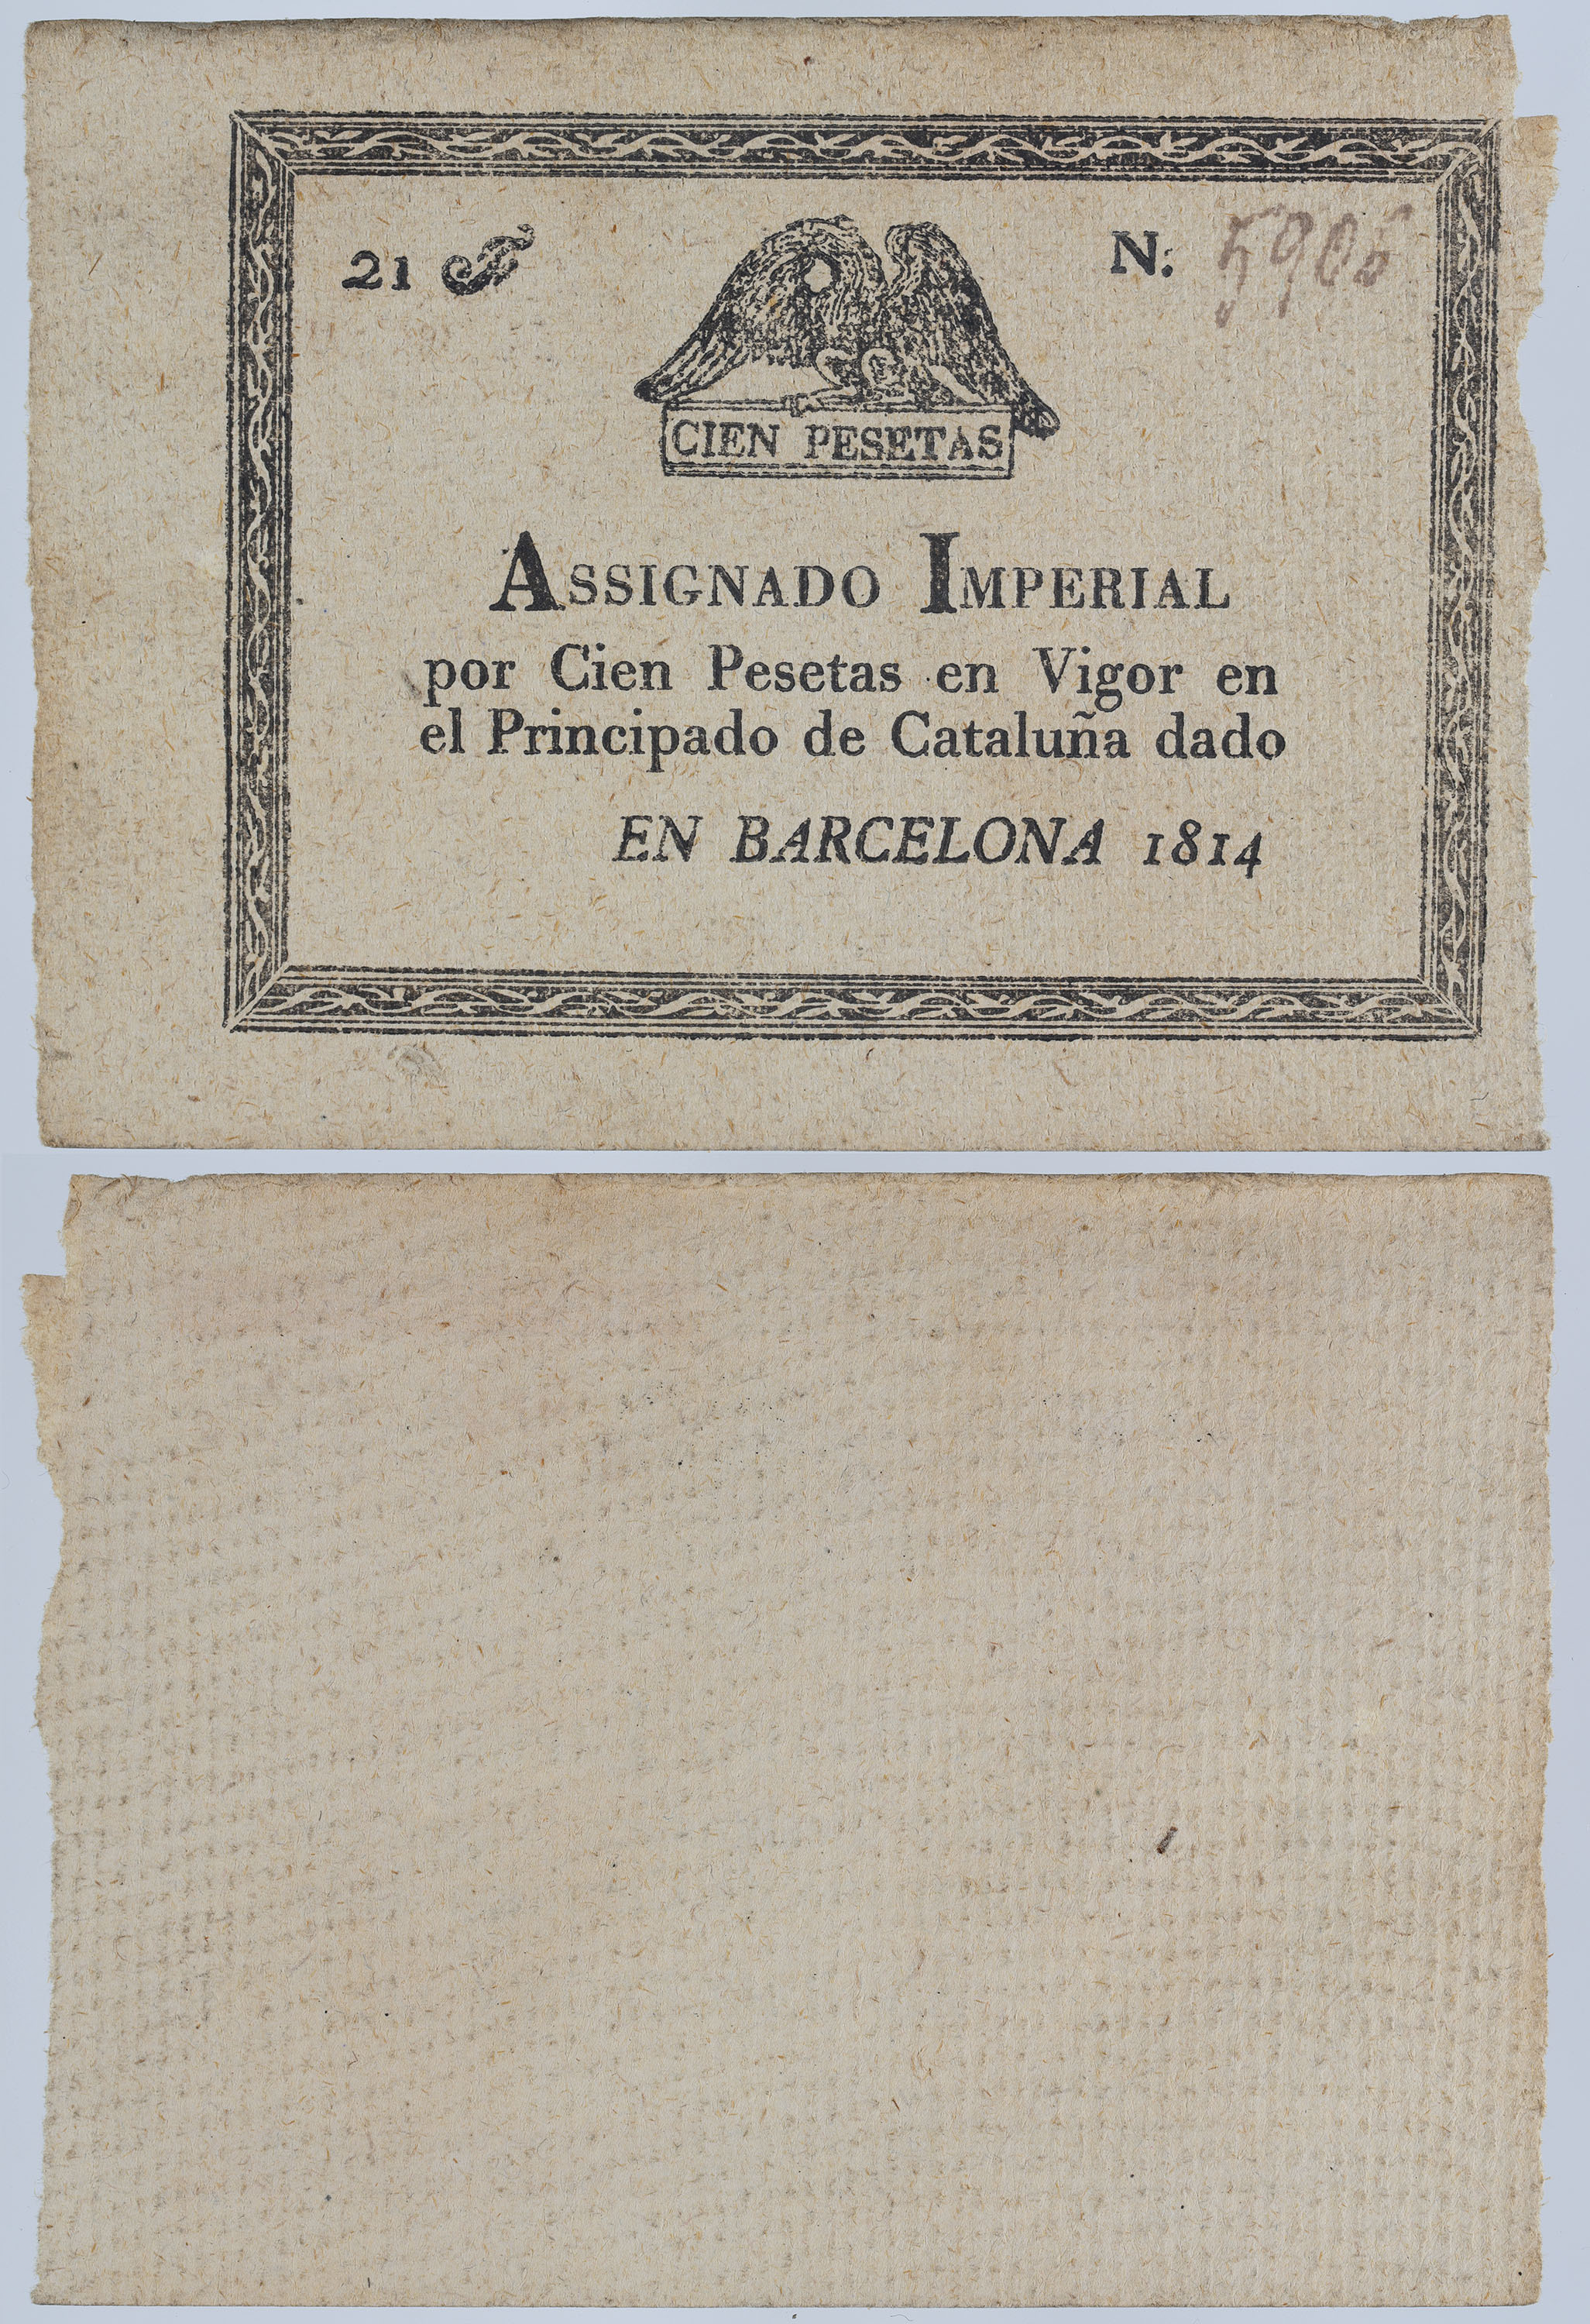 21 F N: 5905
CIEN PESETAS
ASSIGNADO IMPERIAL
por Cien Pesetas en Vigor en
el Principado de Cataluña dado
EN BARCELONA 1814